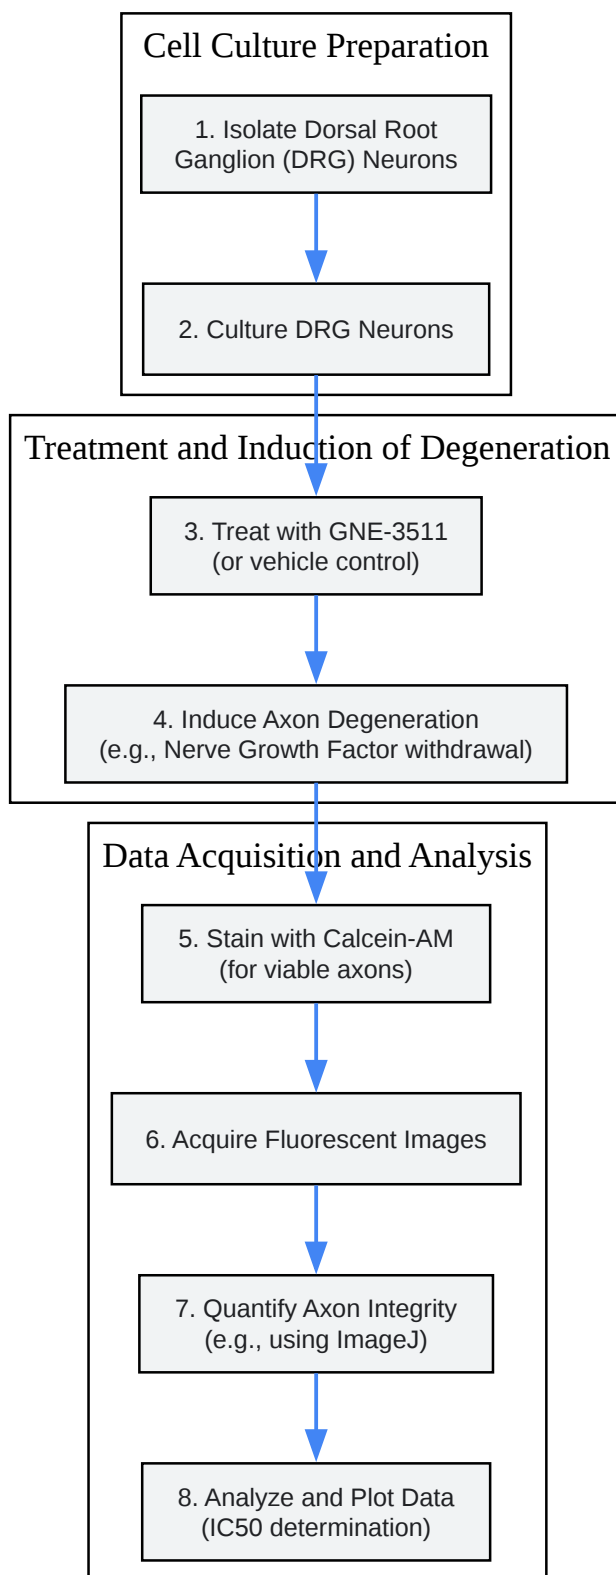 Cell Culture Preparation
1. Isolate Dorsal Root
Ganglion (DRG) Neurons
2. Culture DRG Neurons
Treatment and Induction of Degeneration
3. Treat with GNE-3511
(or vehicle control)
4. Induce Axon Degeneration
(e.g., Nerve Growth Factor withdrawal)
Data Acquisition and Analysis
5. Stain with Calcein-AM
(for viable axons)
6. Acquire Fluorescent Images
7. Quantify Axon Integrity
(e.g., using ImageJ)
8. Analyze and Plot Data
(IC50 determination)